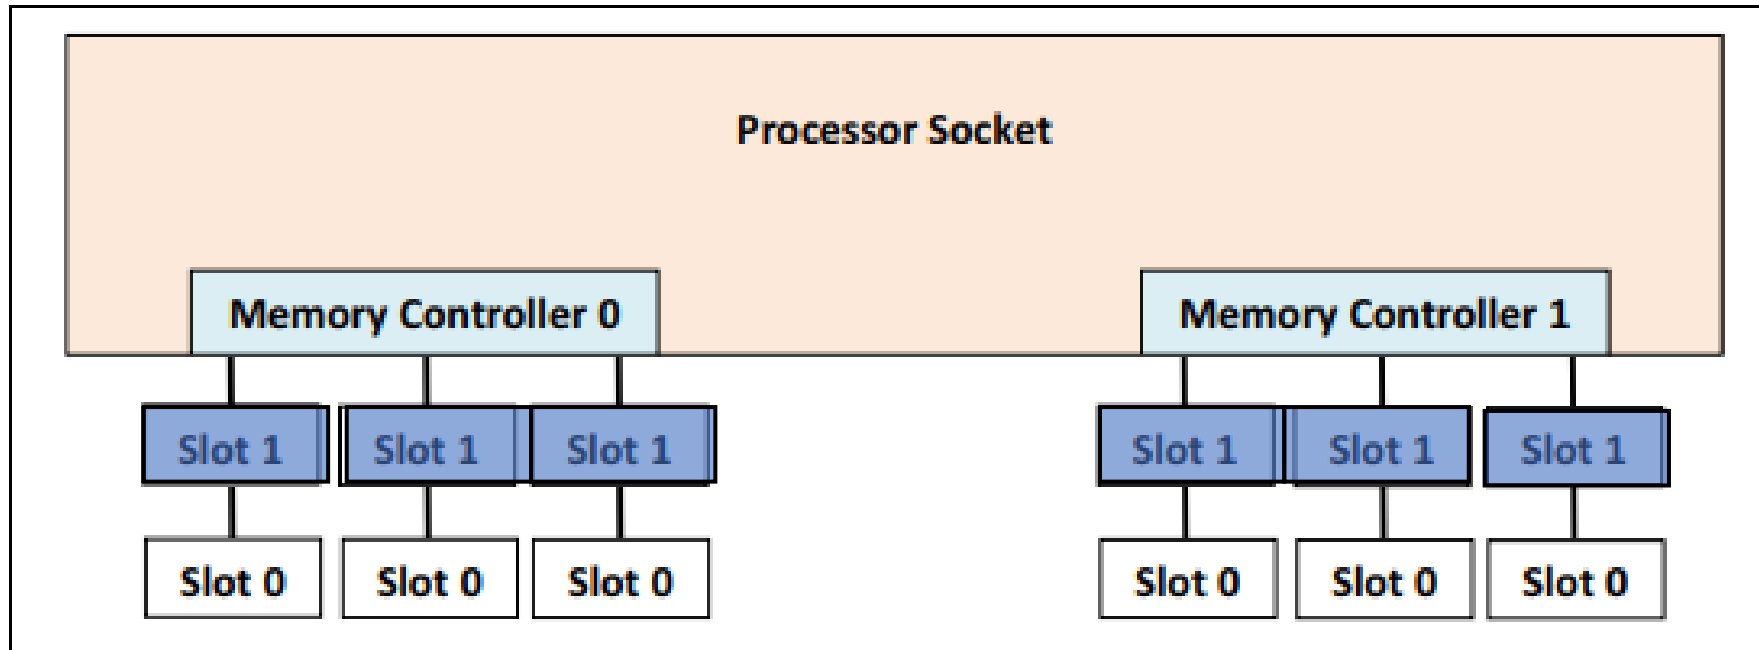 Processor Socket
Memory Controller 0 Memory Controller 1
Slot 1 Slot 1 Slot 1 Slot 1 Slot 1 Slot 1
Slot 0 Slot 0 Slot 0 Slot 0 Slot 0 Slot 0